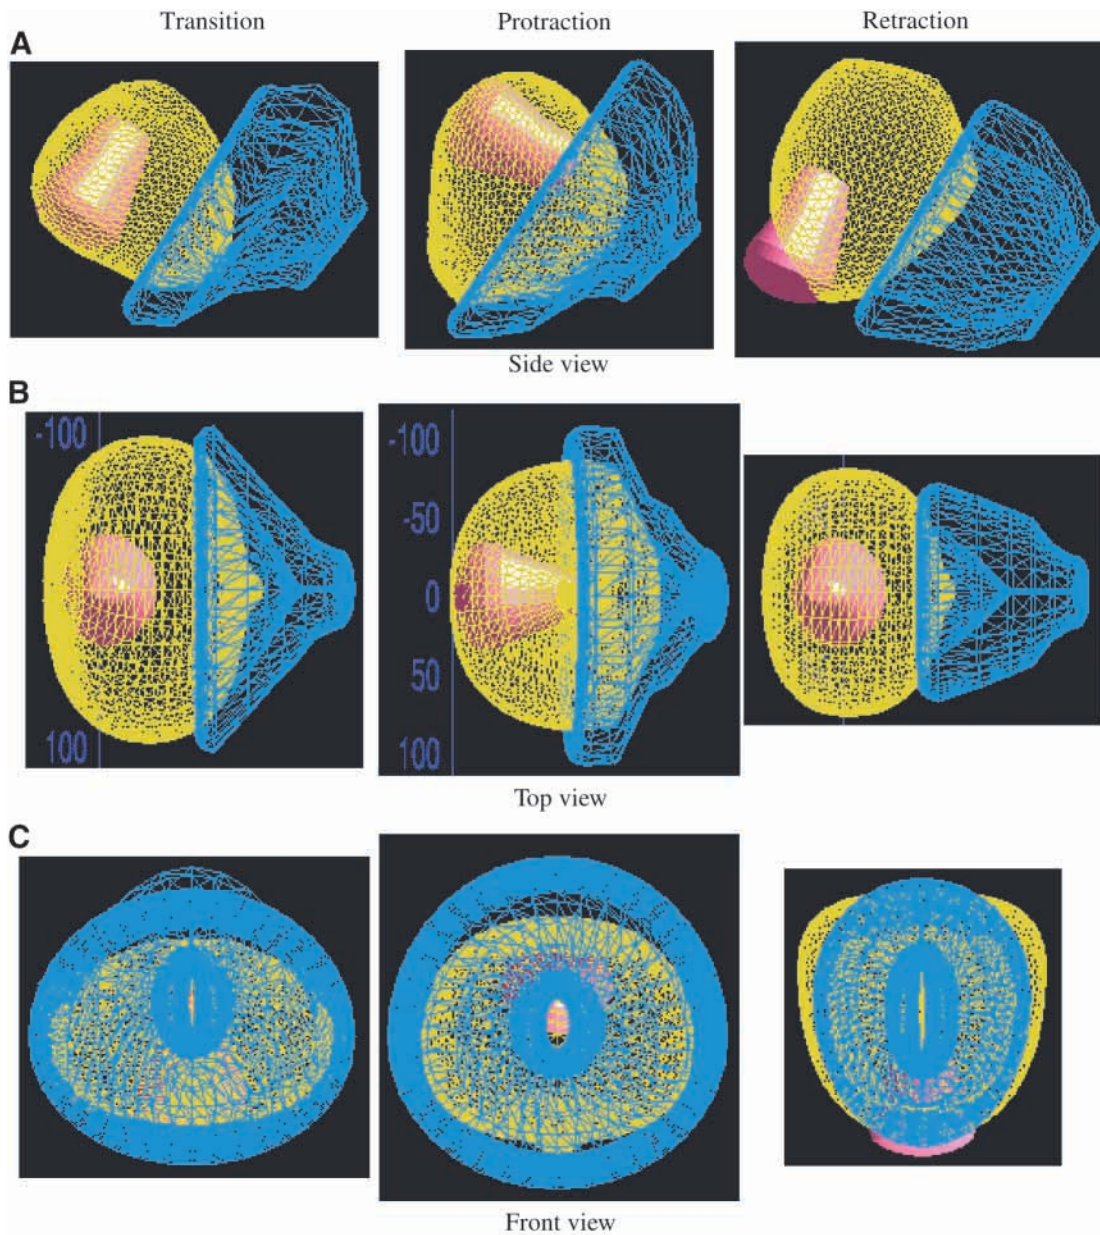 Transition Protraction Retraction
A
Side view
B
-100 -100
-50
0
50
100 100
Top view
C
Front view